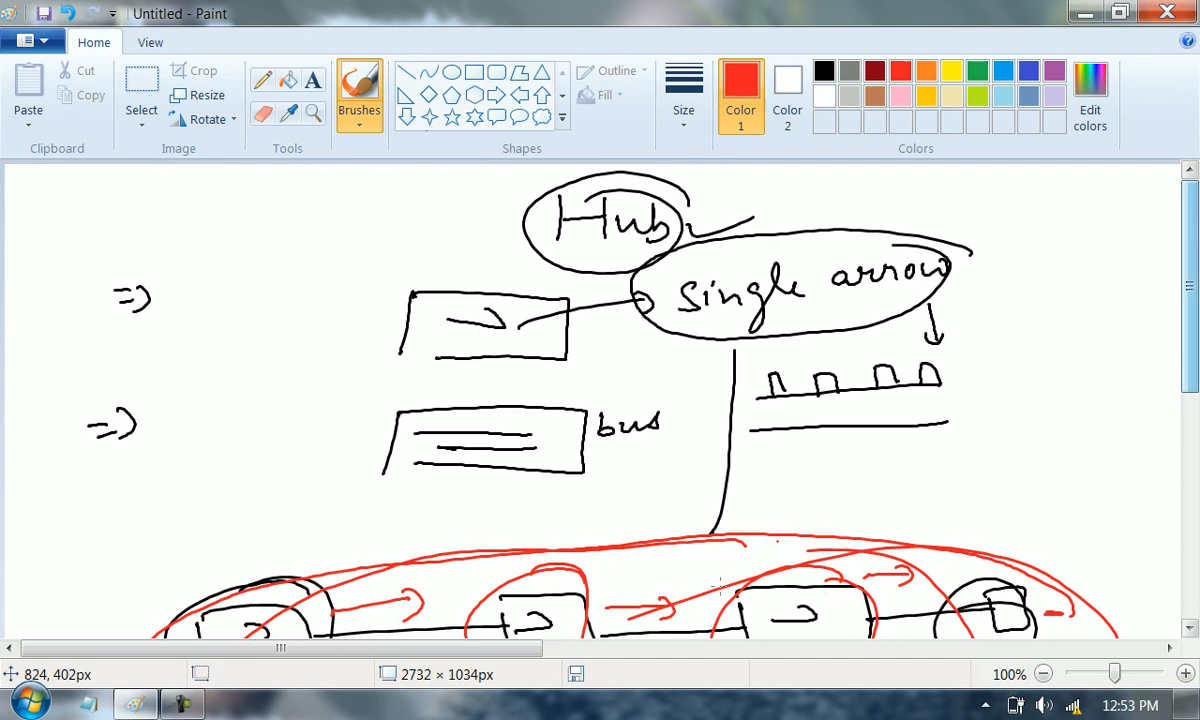 Untitled - Paint
Home View
Paste
Cut
Copy
Clipboard
Select
Crop
Resize
Rotate
Image
A
Tools
Brushes
Outline
Fill
Shapes
Size
Color 1
Color 2
Edit colors
Colors
Hub
single arrow
bus
824, 402px
2732 × 1034px
100%
12:53 PM